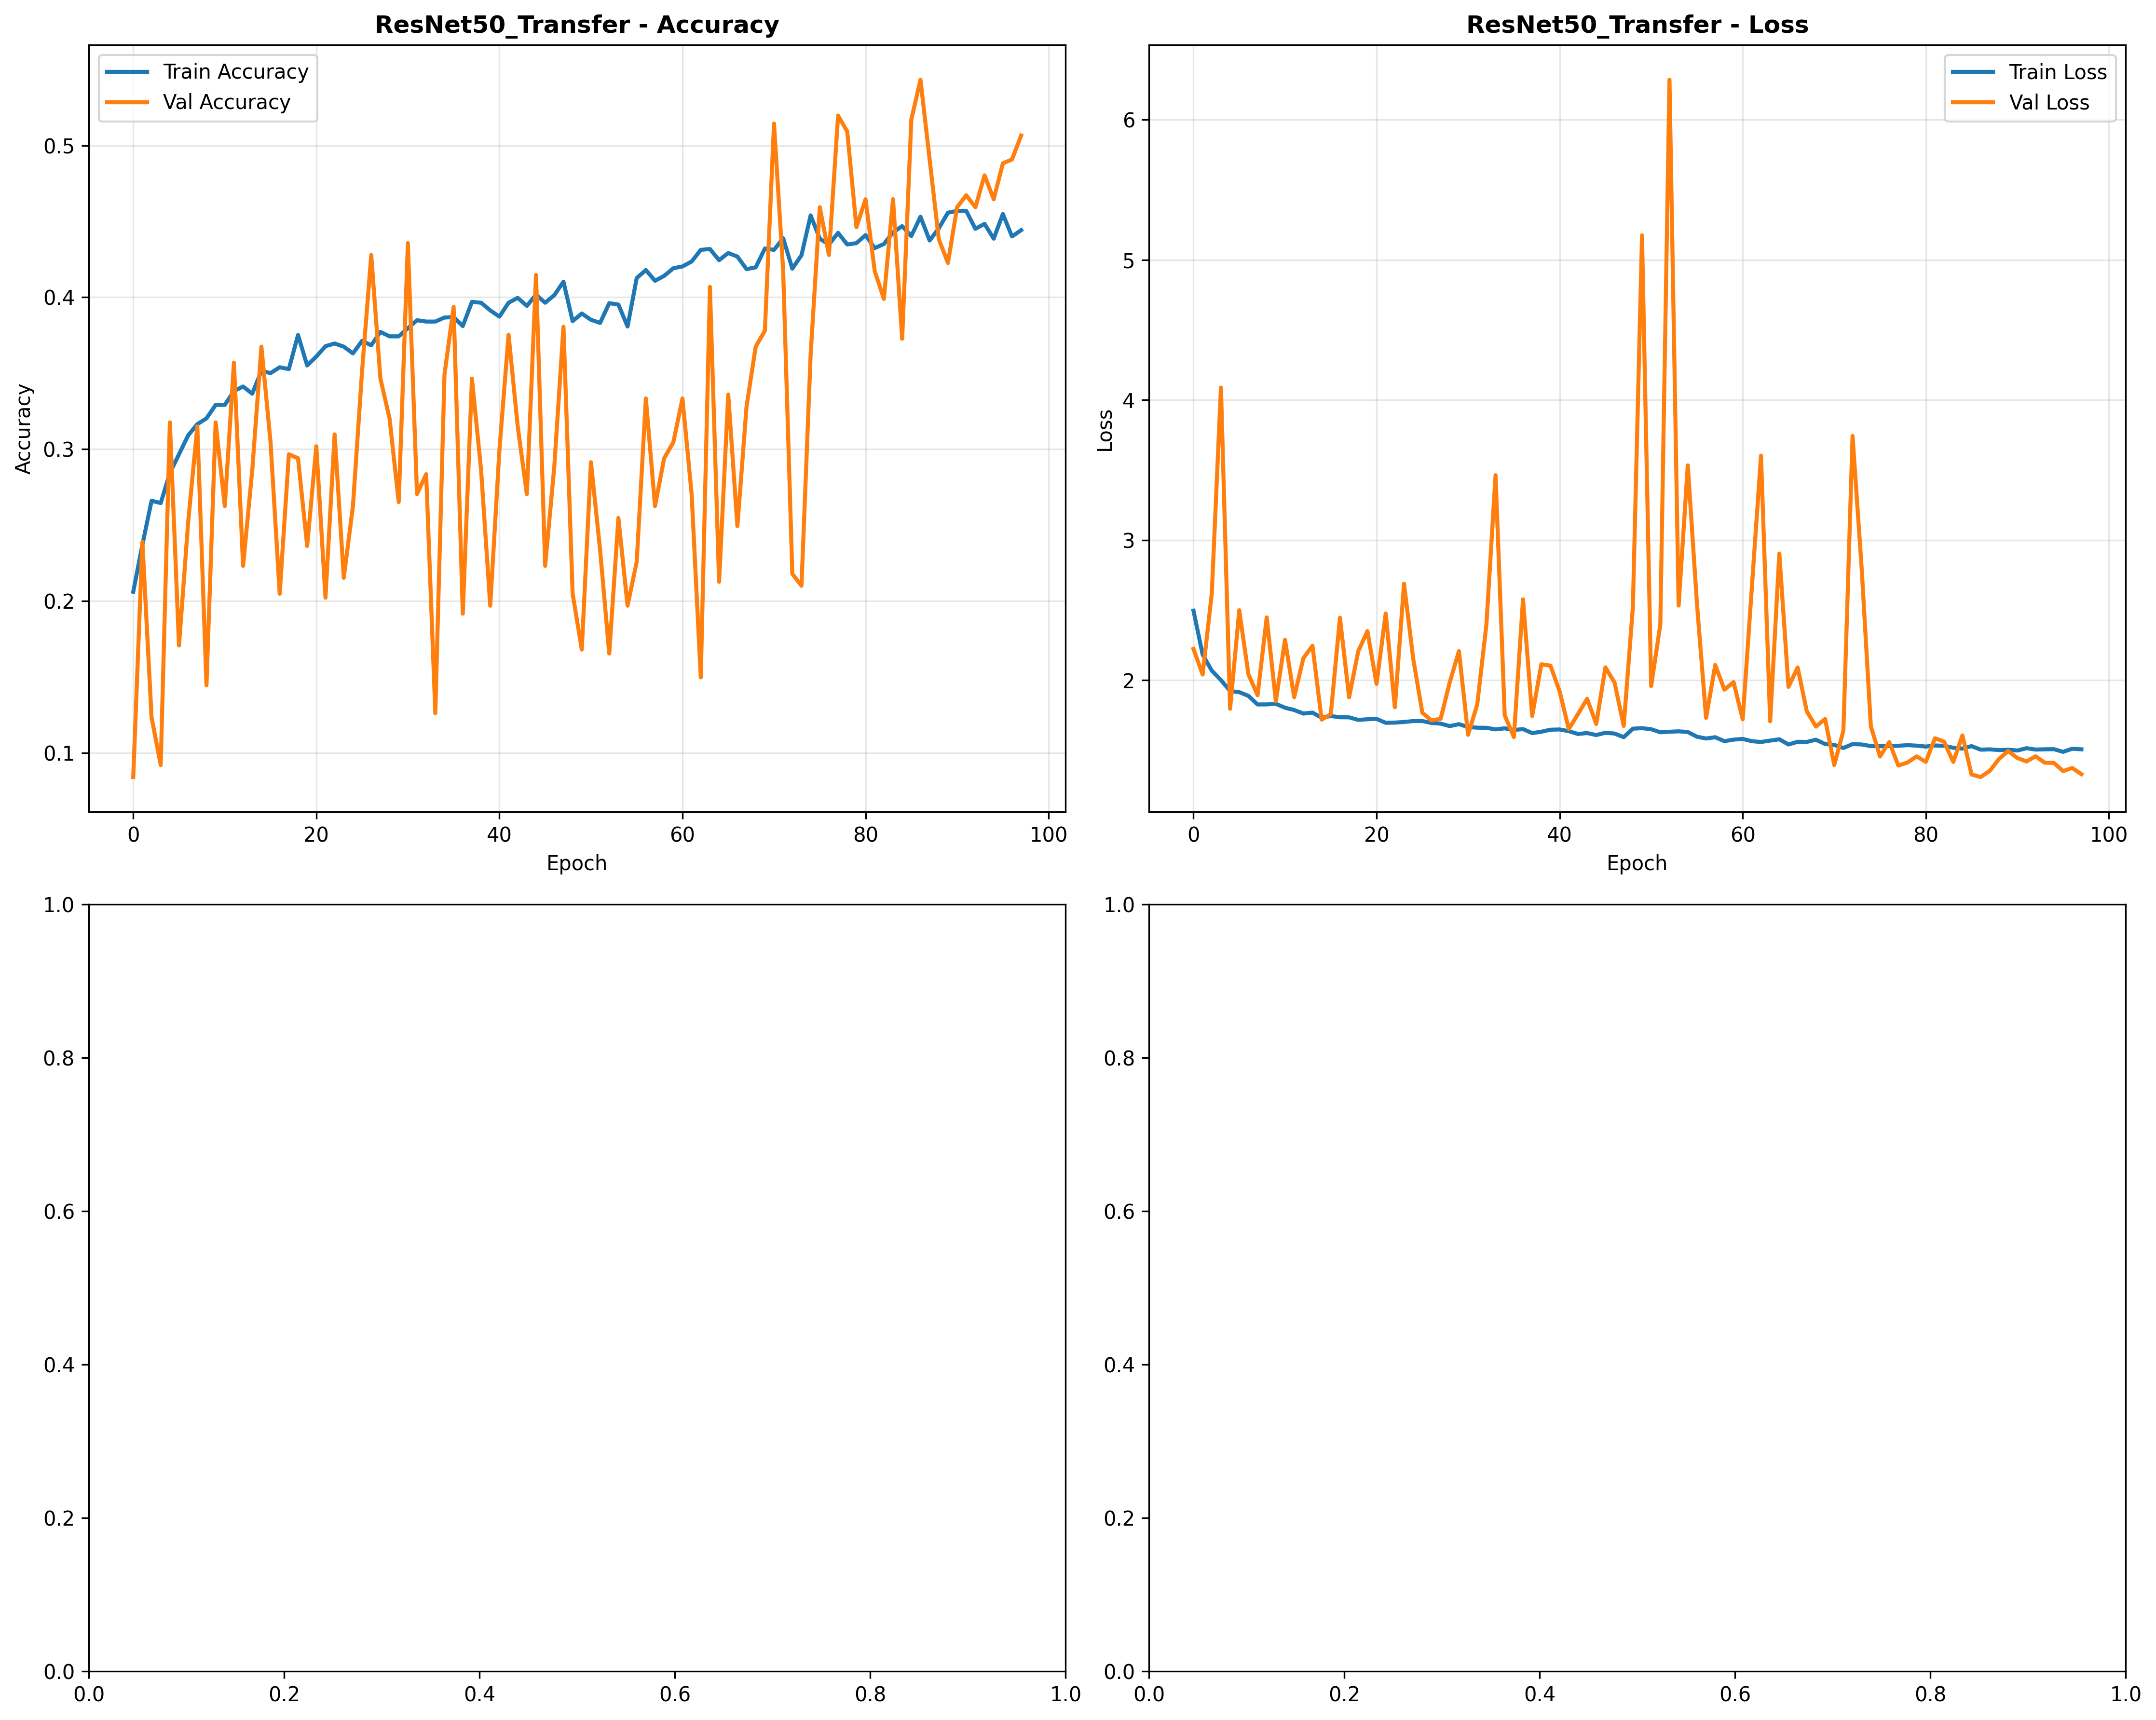 ResNet50_Transfer - Accuracy
Train Accuracy
Val Accuracy
0.5
0.4
0.3
0.2
0.1
Accuracy
0 20 40 60 80 100
Epoch
ResNet50_Transfer - Loss
Train Loss
Val Loss
6
5
4
3
2
Loss
0 20 40 60 80 100
Epoch
1.0
0.8
0.6
0.4
0.2
0.0
0.0 0.2 0.4 0.6 0.8 1.0
1.0
0.8
0.6
0.4
0.2
0.0
0.0 0.2 0.4 0.6 0.8 1.0